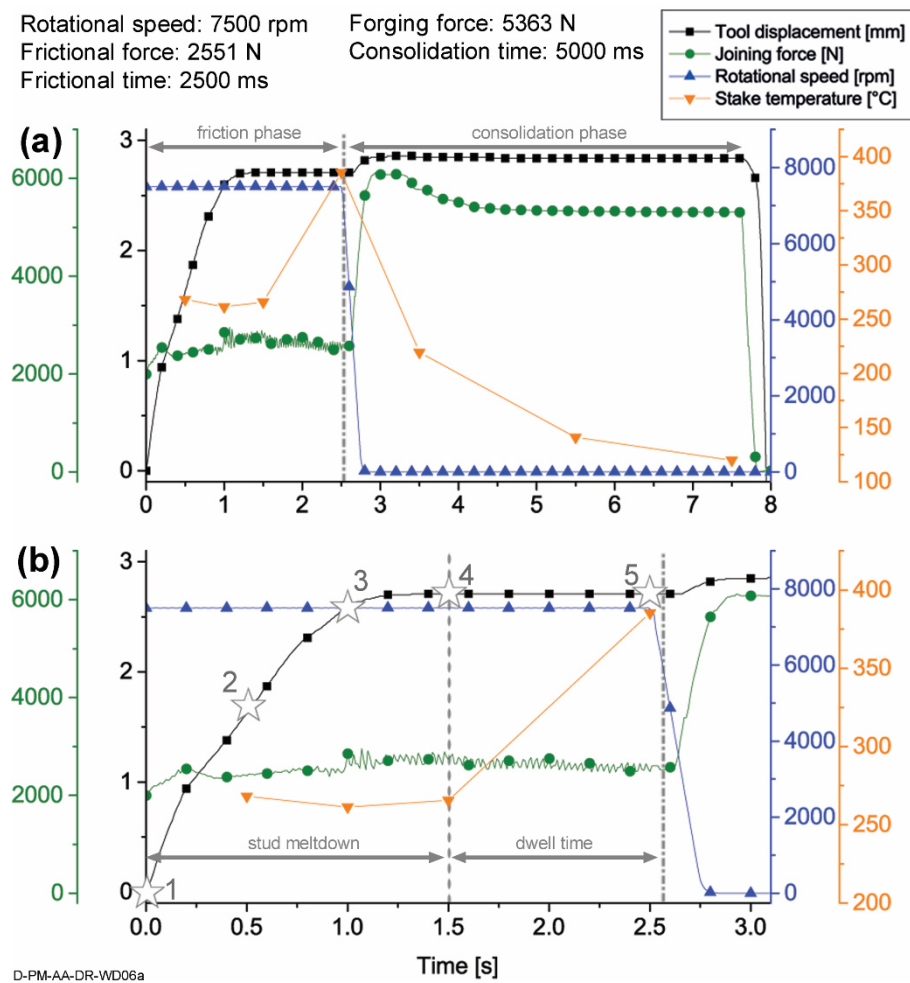 Rotational speed: 7500 rpm
Frictional force: 2551 N
Frictional time: 2500 ms
Forging force: 5363 N
Consolidation time: 5000 ms
Tool displacement [mm]
Joining force [N]
Rotational speed [rpm]
Stake temperature [°C]
(a)
friction phase
consolidation phase
6000
4000
2000
0
3
2
1
0
8000
6000
4000
2000
0
400
350
300
250
200
150
100
0 1 2 3 4 5 6 7 8
(b)
6000
4000
2000
0
3
2
1
0
1
2
3
4
5
stud meltdown
dwell time
8000
6000
4000
2000
0
400
350
300
250
200
0.0 0.5 1.0 1.5 2.0 2.5 3.0
Time [s]
D-PM-AA-DR-WD06a